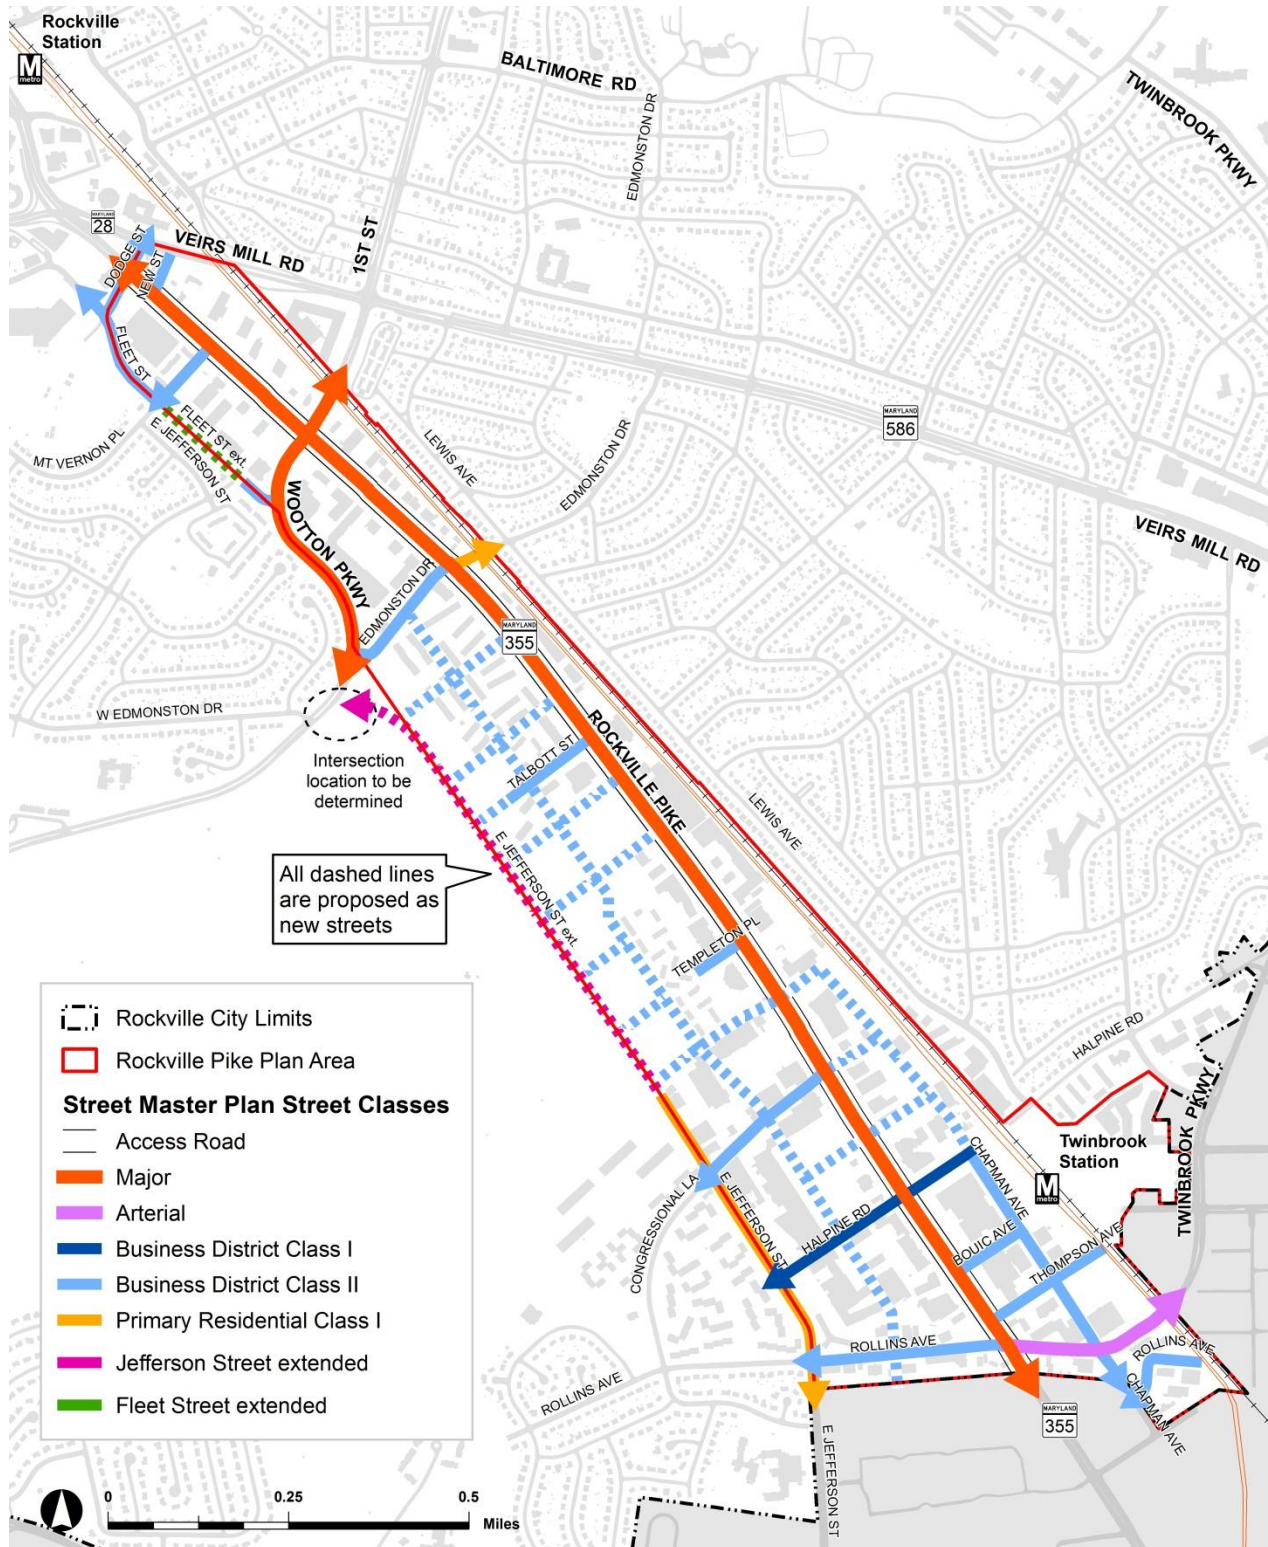 Rockville
Station
M
metro
BALTIMORE RD
TWINBROOK PKWY
EDMONSTON DR
1ST ST
MARYLAND
28
VEIRS MILL RD
DODGE ST
NEW ST
FLEET ST
FLEET ST ext.
E JEFFERSON ST
MT VERNON PL
LEWIS AVE
EDMONSTON DR
MARYLAND
586
VEIRS MILL RD
WOOTTON PKWY
EDMONSTON DR
MARYLAND
355
W EDMONSTON DR
Intersection
location to be
determined
TALBOTT ST
ROCKVILLE PIKE
LEWIS AVE
E JEFFERSON ST ext.
All dashed lines
are proposed as
new streets
TEMPLETON PL
HALPINE RD
TWINBROOK PKWY
Twinbrook
Station
M
metro
CHAPMAN AVE
CONGRESSIONAL LA
E JEFFERSON ST
HALPINE RD
BOUIC AVE
THOMPSON AVE
ROLLINS AVE
ROLLINS AVE
ROLLINS AVE
CHAPMAN AVE
MARYLAND
355
E JEFFERSON ST
Rockville City Limits
Rockville Pike Plan Area
Street Master Plan Street Classes
Access Road
Major
Arterial
Business District Class I
Business District Class II
Primary Residential Class I
Jefferson Street extended
Fleet Street extended
0 0.25 0.5
Miles